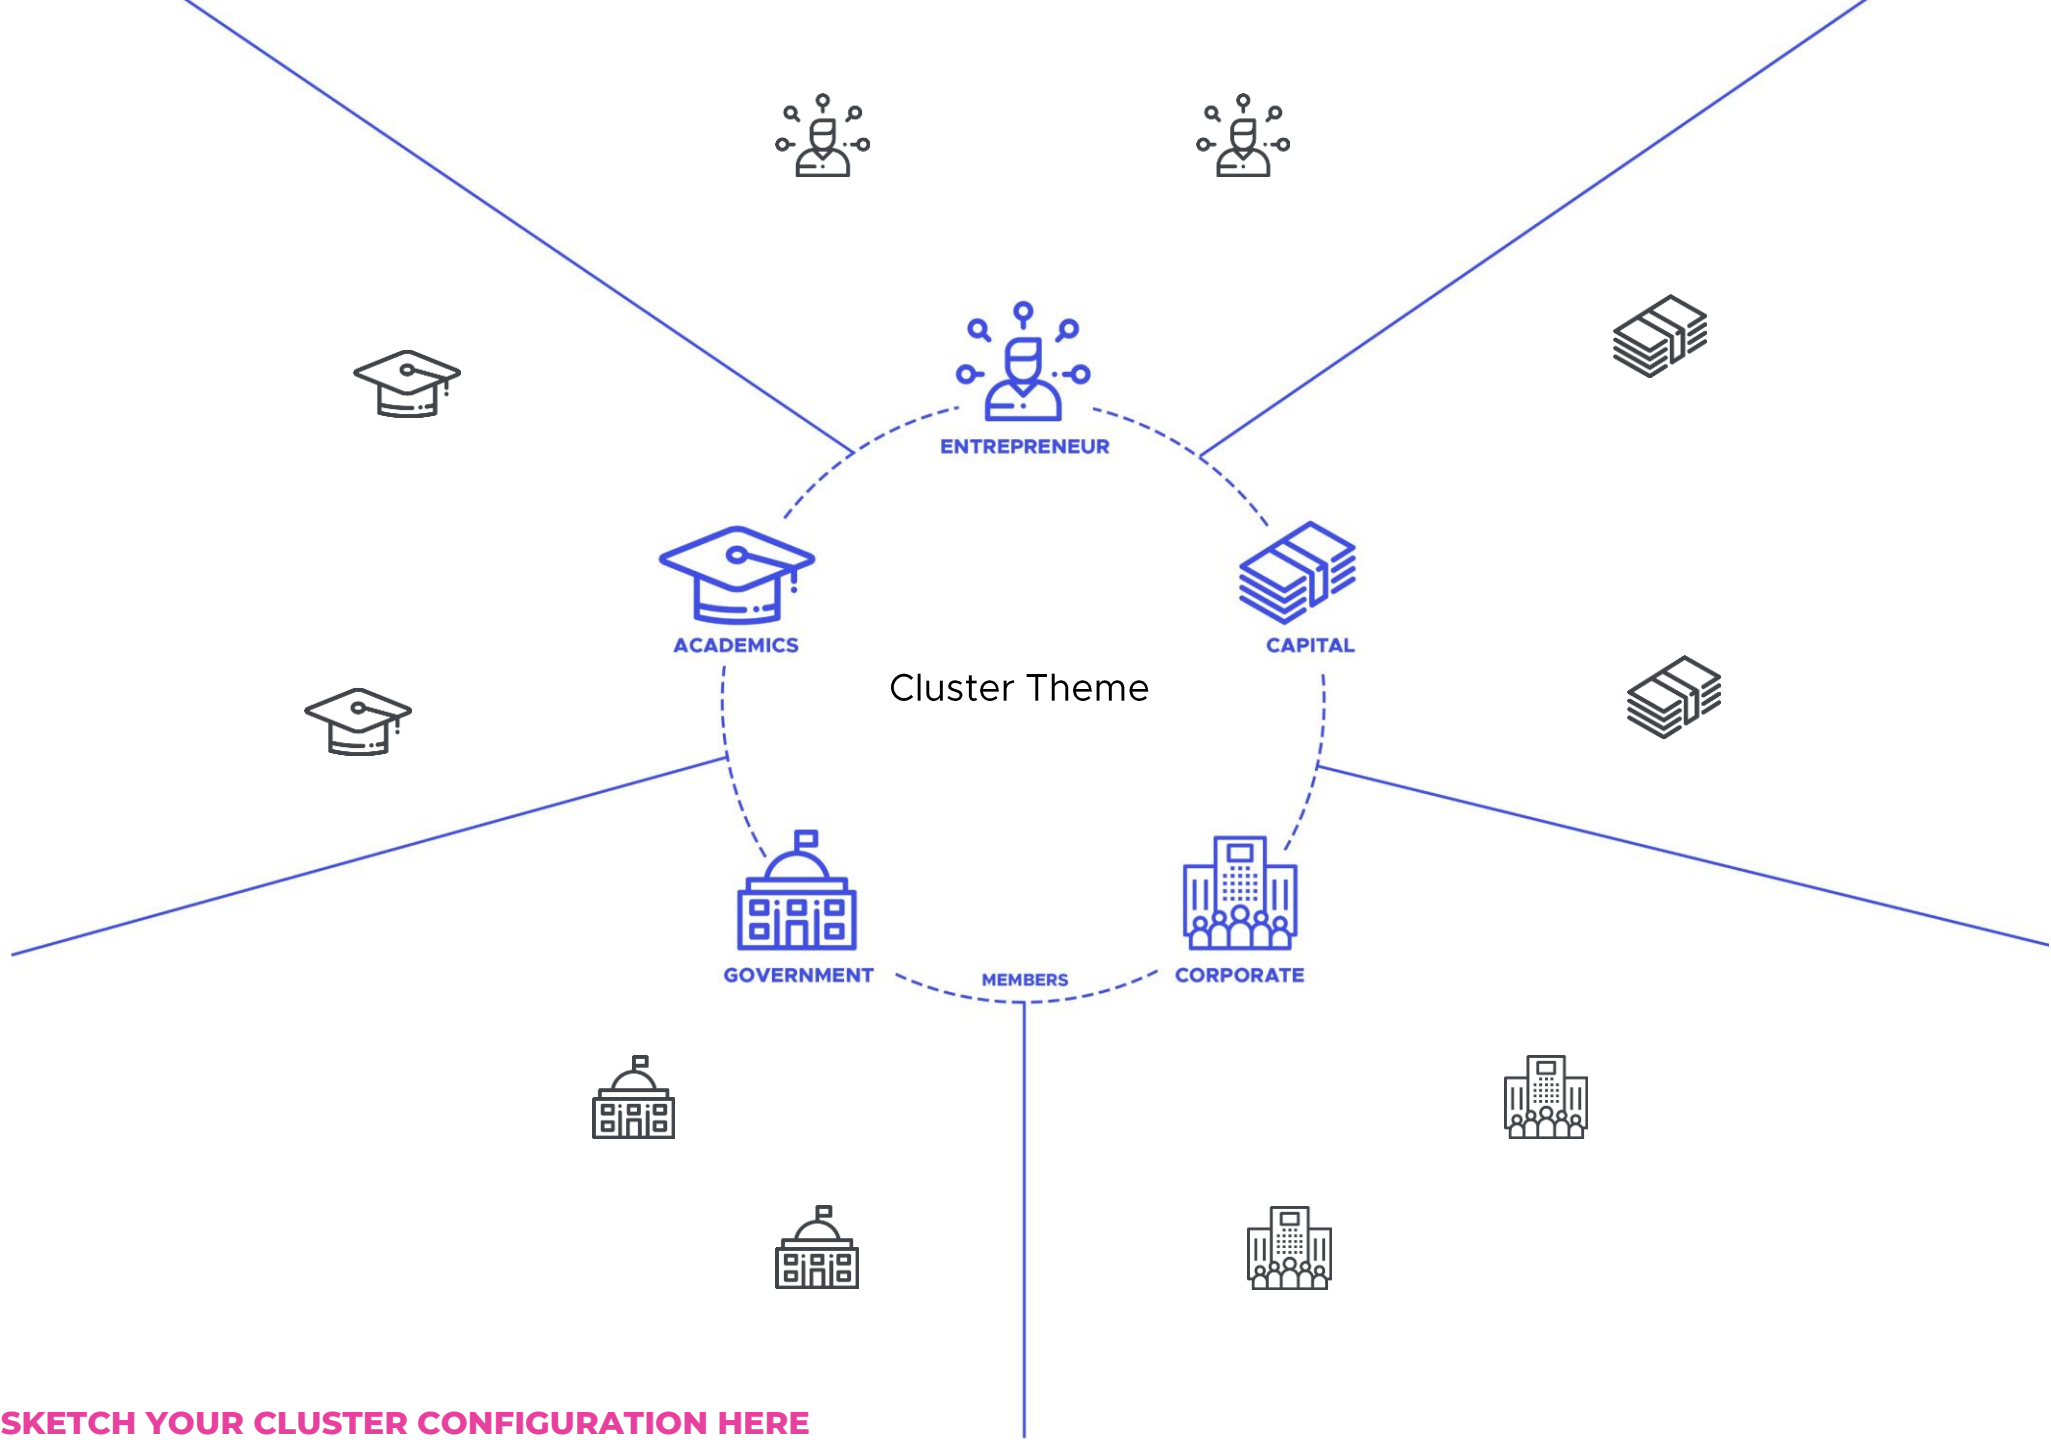 ENTREPRENEUR
ACADEMICS
CAPITAL
Cluster Theme
GOVERNMENT
MEMBERS
CORPORATE
SKETCH YOUR CLUSTER CONFIGURATION HERE